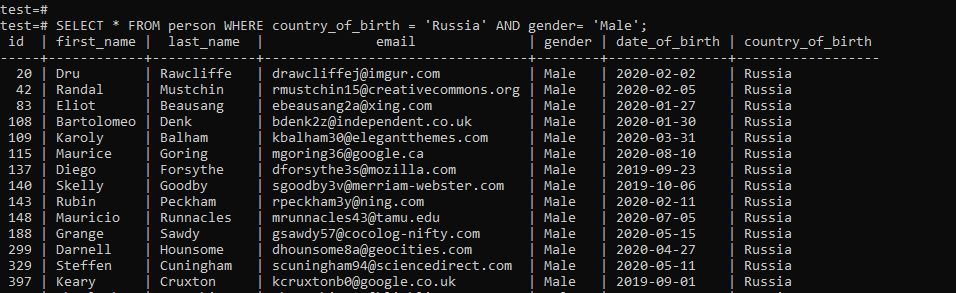 test=#
test=# SELECT * FROM person WHERE country_of_birth = 'Russia' AND gender= 'Male';
 id  | first_name |  last_name  |              email              | gender | date_of_birth | country_of_birth
-----+------------+-------------+---------------------------------+--------+---------------+------------------
  20 | Dru        | Rawcliffe   | drawcliffej@imgur.com           | Male   | 2020-02-02    | Russia
  42 | Randal     | Mustchin    | rmustchin15@creativecommons.org | Male   | 2020-02-05    | Russia
  83 | Eliot      | Beausang    | ebeausang2a@xing.com            | Male   | 2020-01-27    | Russia
 108 | Bartolomeo | Denk        | bdenk2z@independent.co.uk       | Male   | 2020-01-30    | Russia
 109 | Karoly     | Balham      | kbalham30@elegantthemes.com     | Male   | 2020-03-31    | Russia
 115 | Maurice    | Goring      | mgoring36@google.ca             | Male   | 2020-08-10    | Russia
 137 | Diego      | Forsythe    | dforsythe3s@mozilla.com         | Male   | 2019-09-23    | Russia
 140 | Skelly     | Goodby      | sgoodby3v@merriam-webster.com   | Male   | 2019-10-06    | Russia
 143 | Rubin      | Peckham     | rpeckham3y@ning.com             | Male   | 2020-02-11    | Russia
 148 | Mauricio   | Runnacles   | mrunnacles43@tamu.edu           | Male   | 2020-07-05    | Russia
 188 | Grange     | Sawdy       | gsawdy57@cocolog-nifty.com      | Male   | 2020-05-15    | Russia
 299 | Darnell    | Hounsome    | dhounsome8a@geocities.com       | Male   | 2020-04-27    | Russia
 329 | Steffen    | Cuningham   | scuningham94@sciencedirect.com  | Male   | 2020-05-11    | Russia
 397 | Keary      | Cruxton     | kcruxtonb0@google.co.uk         | Male   | 2019-09-01    | Russia